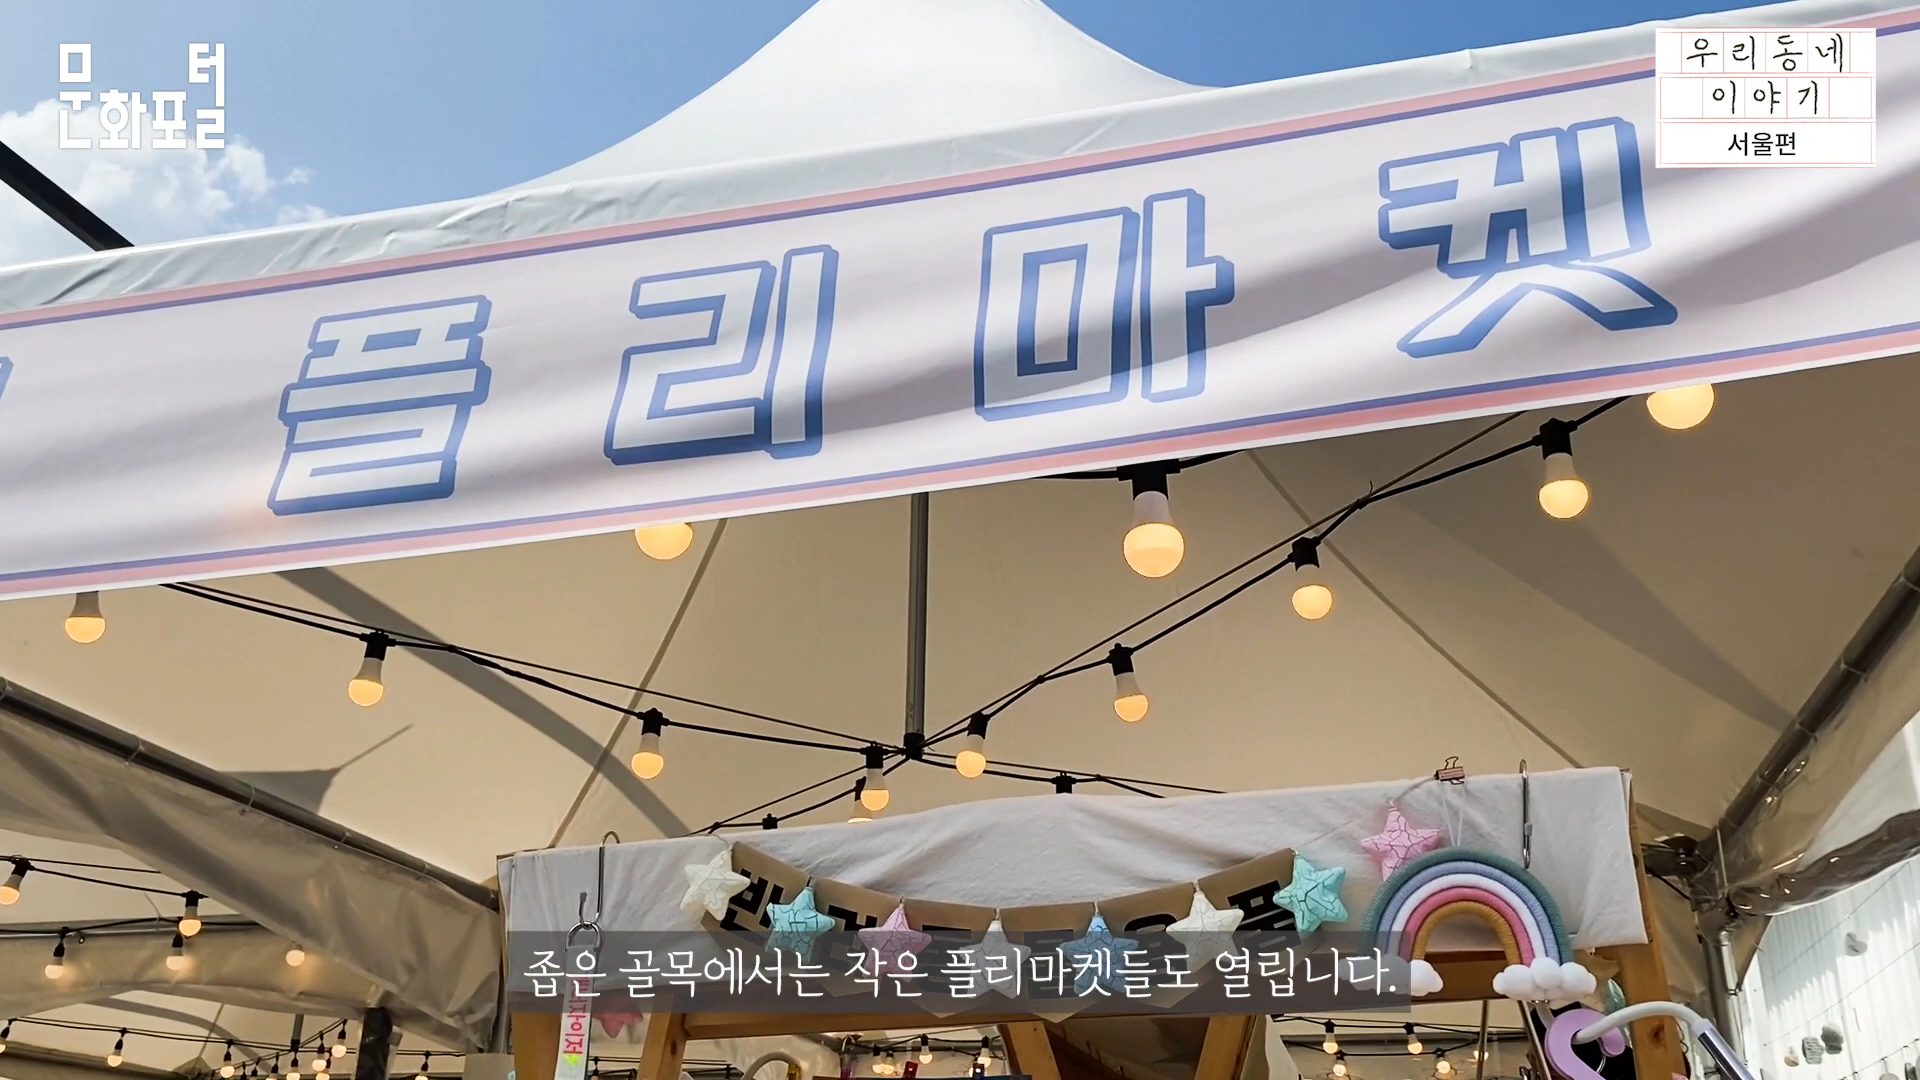 문화포털
우리동네
이야기
서울편
플리마켓
좁은 골목에서는 작은 플리마켓들도 열립니다.